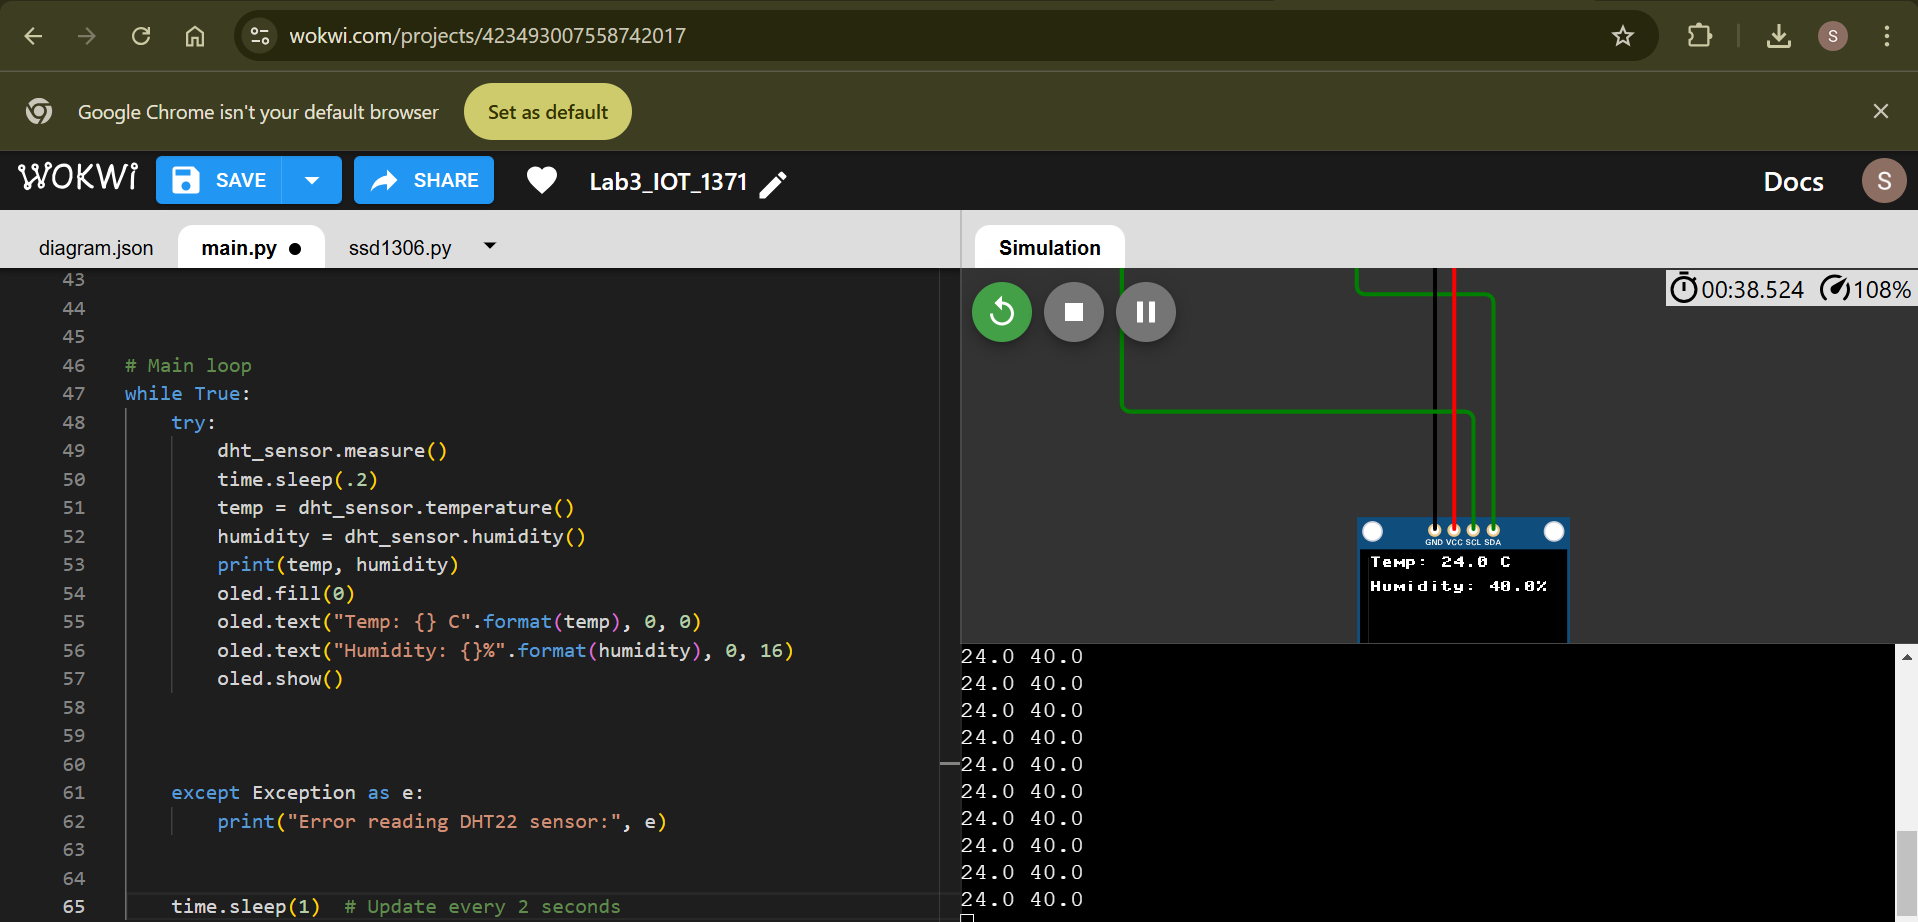 wokwi.com/projects/423493007558742017
S
Google Chrome isn't your default browser
Set as default
WOKWi
SAVE
SHARE
Lab3_IOT_1371
Docs
S
diagram.json
main.py ●
ssd1306.py
43
44
45
46 # Main loop
47 while True:
48 try:
49 dht_sensor.measure()
50 time.sleep(.2)
51 temp = dht_sensor.temperature()
52 humidity = dht_sensor.humidity()
53 print(temp, humidity)
54 oled.fill(0)
55 oled.text("Temp: {} C".format(temp), 0, 0)
56 oled.text("Humidity: {}%".format(humidity), 0, 16)
57 oled.show()
58
59
60
61 except Exception as e:
62 print("Error reading DHT22 sensor:", e)
63
64
65 time.sleep(1)  # Update every 2 seconds
Simulation
00:38.524
108%
GND VCC SCL SDA
Temp: 24.0 C
Humidity: 40.0%
24.0 40.0
24.0 40.0
24.0 40.0
24.0 40.0
24.0 40.0
24.0 40.0
24.0 40.0
24.0 40.0
24.0 40.0
24.0 40.0